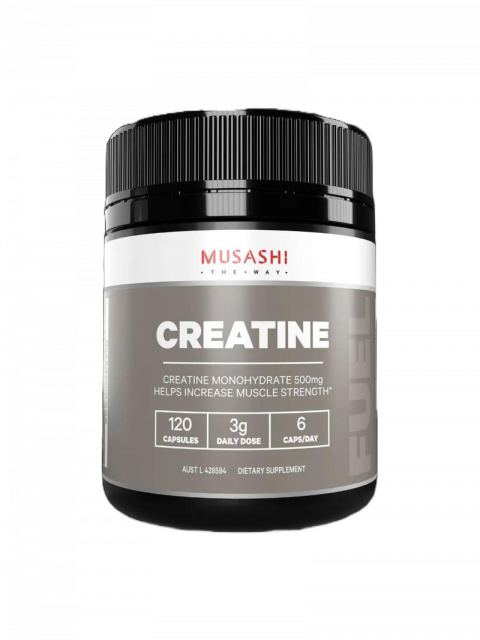 MUSASHI
• THE • WAY •
CREATINE
CREATINE MONOHYDRATE 500mg
HELPS INCREASE MUSCLE STRENGTH*
120 3g 6
CAPSULES DAILY DOSE CAPS/DAY
AUST L 428594 DIETARY SUPPLEMENT
FUEL